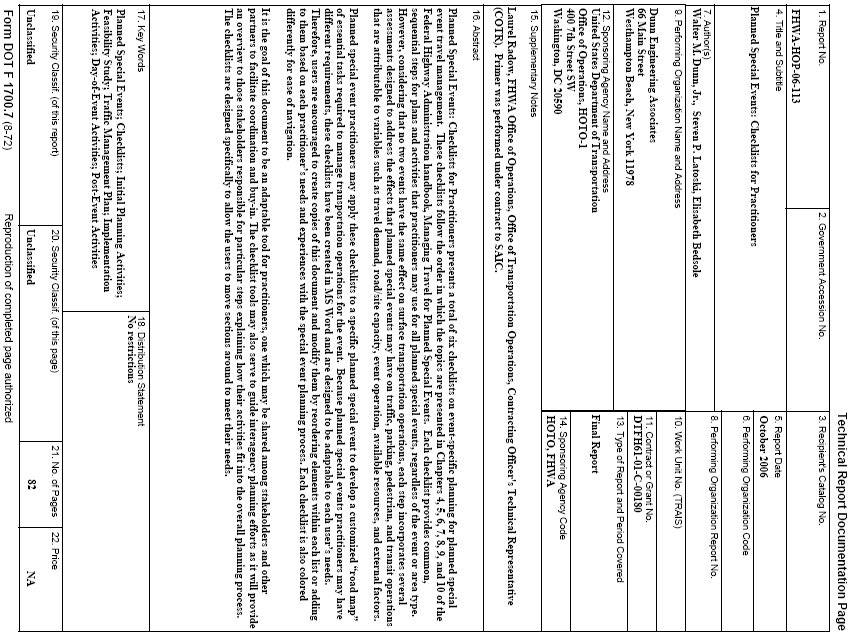 Technical Report Documentation Page
1. Report No.
FHWA-HOP-06-113
2. Government Accession No.
3. Recipient's Catalog No.
4. Title and Subtitle
Planned Special Events: Checklists for Practitioners
5. Report Date
October 2006
6. Performing Organization Code
7. Author(s)
Walter M. Dunn, Jr., Steven P. Latoski, Elisabeth Bedsole
8. Performing Organization Report No.
9. Performing Organization Name and Address
Dunn Engineering Associates
66 Main Street
Westhampton Beach, New York 11978
10. Work Unit No. (TRAIS)
11. Contract or Grant No.
DTFH61-01-C-00180
12. Sponsoring Agency Name and Address
United States Department of Transportation
Office of Operations, HOTO-1
400 7th Street SW
Washington, DC 20590
13. Type of Report and Period Covered
Final Report
14. Sponsoring Agency Code
HOTO, FHWA
15. Supplementary Notes
Laurel Radow, FHWA Office of Operations, Office of Transportation Operations, Contracting Officer's Technical Representative
(COTR). Primer was performed under contract to SAIC.
16. Abstract
Planned Special Events: Checklists for Practitioners presents a total of six checklists on event-specific planning for planned special
event travel management. These checklists follow the order in which the topics are presented in Chapters 4, 5, 6, 7, 8, 9, and 10 of the
Federal Highway Administration handbook, Managing Travel for Planned Special Events. Each checklist provides common,
sequential steps for plans and activities that practitioners may use for all planned special events, regardless of the event or area type.
However, considering that no two events have the same effect on surface transportation operations, each step incorporates several
assessments designed to address the effects that planned special events may have on traffic, parking, pedestrian, and transit operations
that are attributable to variables such as travel demand, road/site capacity, event operation, available resources, and external factors.
Planned special event practitioners may apply these checklists to a specific planned special event to develop a customized "road map"
of essential tasks required to manage transportation operations for the event. Because planned special events practitioners may have
different requirements, these checklists have been created in MS Word and are designed to be adaptable to each user's needs.
Therefore, users are encouraged to create copies of this document and modify them by reordering elements within each list or adding
to them based on each practitioner's needs and experiences with the special event planning process. Each checklist is also colored
differently for ease of navigation.
It is the goal of this document to be an adaptable tool for practitioners, one which may be shared among stakeholders and other
partners to facilitate coordination and buy-in. The checklist tools may also serve to guide interagency planning efforts as it will provide
an overview to those stakeholders responsible for particular steps explaining how their activities fit into the overall planning process.
The checklists are designed specifically to allow the users to move sections around to meet their needs.
17. Key Words
Planned Special Events; Checklists; Initial Planning Activities;
Feasibility Study; Traffic Management Plan; Implementation
Activities; Day-of-Event Activities; Post-Event Activities
18. Distribution Statement
No restrictions
19. Security Classif. (of this report)
Unclassified
20. Security Classif. (of this page)
Unclassified
21. No. of Pages
82
22. Price
NA
Form DOT F 1700.7 (8-72)
Reproduction of completed page authorized